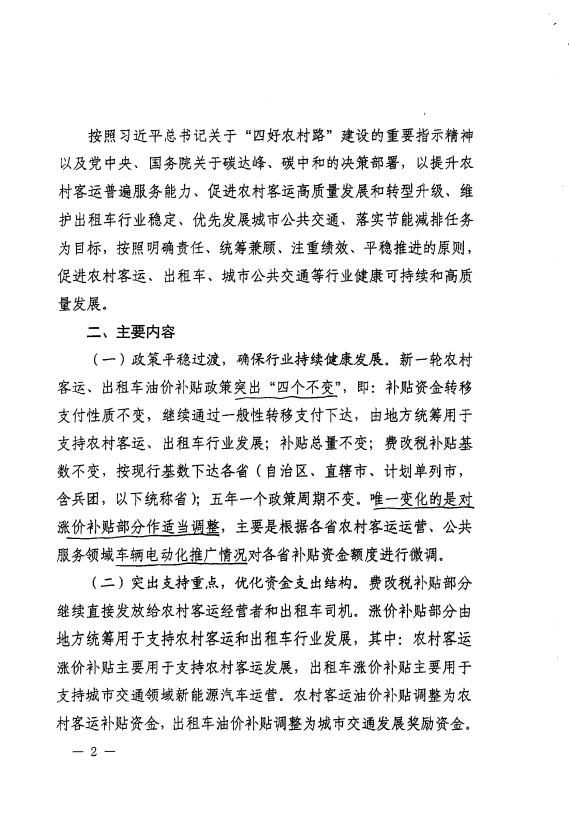 按照习近平总书记关于“四好农村路”建设的重要指示精神
以及党中央、国务院关于碳达峰、碳中和的决策部署，以提升农
村客运普遍服务能力、促进农村客运高质量发展和转型升级、维
护出租车行业稳定、优先发展城市公共交通、落实节能减排任务
为目标，按照明确责任、统筹兼顾、注重绩效、平稳推进的原则，
促进农村客运、出租车、城市公共交通等行业健康可持续和高质
量发展。
二、主要内容
（一）政策平稳过渡，确保行业持续健康发展。新一轮农村
客运、出租车油价补贴政策突出“四个不变”，即：补贴资金转移
支付性质不变，继续通过一般性转移支付下达，由地方统筹用于
支持农村客运、出租车行业发展；补贴总量不变；费改税补贴基
数不变，按现行基数下达各省（自治区、直辖市、计划单列市，
含兵团，以下统称省）；五年一个政策周期不变。唯一变化的是对
涨价补贴部分作适当调整，主要是根据各省农村客运运营、公共
服务领域车辆电动化推广情况对各省补贴资金额度进行微调。
（二）突出支持重点，优化资金支出结构。费改税补贴部分
继续直接发放给农村客运经营者和出租车司机。涨价补贴部分由
地方统筹用于支持农村客运和出租车行业发展，其中：农村客运
涨价补贴主要用于支持农村客运发展，出租车涨价补贴主要用于
支持城市交通领域新能源汽车运营。农村客运油价补贴调整为农
村客运补贴资金，出租车油价补贴调整为城市交通发展奖励资金。
— 2 —